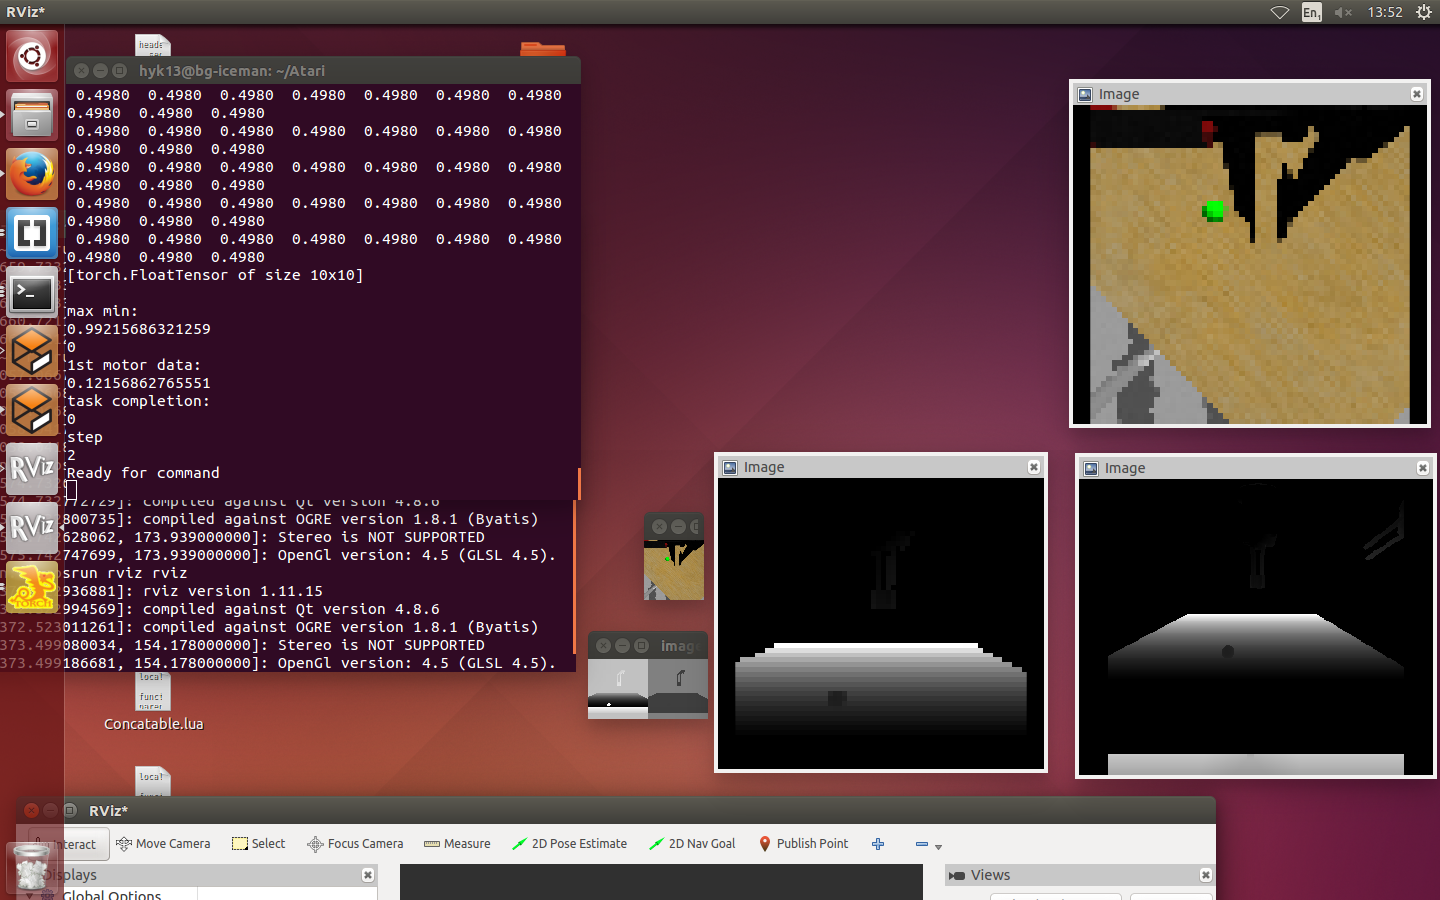 RViz*
En1
13:52
hyk13@bg-iceman: ~/Atari
0.4980 0.4980 0.4980 0.4980 0.4980 0.4980 0.4980
0.4980 0.4980 0.4980
0.4980 0.4980 0.4980 0.4980 0.4980 0.4980 0.4980
0.4980 0.4980 0.4980
0.4980 0.4980 0.4980 0.4980 0.4980 0.4980 0.4980
0.4980 0.4980 0.4980
0.4980 0.4980 0.4980 0.4980 0.4980 0.4980 0.4980
0.4980 0.4980 0.4980
0.4980 0.4980 0.4980 0.4980 0.4980 0.4980 0.4980
0.4980 0.4980 0.4980
[torch.FloatTensor of size 10x10]
max min:
0.99215686321259
0
1st motor data:
0.12156862765551
task completion:
0
step
2
Ready for command
772729]: compiled against Qt version 4.8.6
800735]: compiled against OGRE version 1.8.1 (Byatis)
628062, 173.939000000]: Stereo is NOT SUPPORTED
747699, 173.939000000]: OpenGl version: 4.5 (GLSL 4.5).
osrun rviz rviz
2936881]: rviz version 1.11.15
2994569]: compiled against Qt version 4.8.6
372.523011261]: compiled against OGRE version 1.8.1 (Byatis)
373.499080034, 154.178000000]: Stereo is NOT SUPPORTED
373.499186681, 154.178000000]: OpenGl version: 4.5 (GLSL 4.5).
RViz
RViz
TORCH
local
funct
Concatable.lua
local
Image
Image
Image
imag
RViz*
Interact
Move Camera
Select
Focus Camera
Measure
2D Pose Estimate
2D Nav Goal
Publish Point
Displays
Global Options
Views